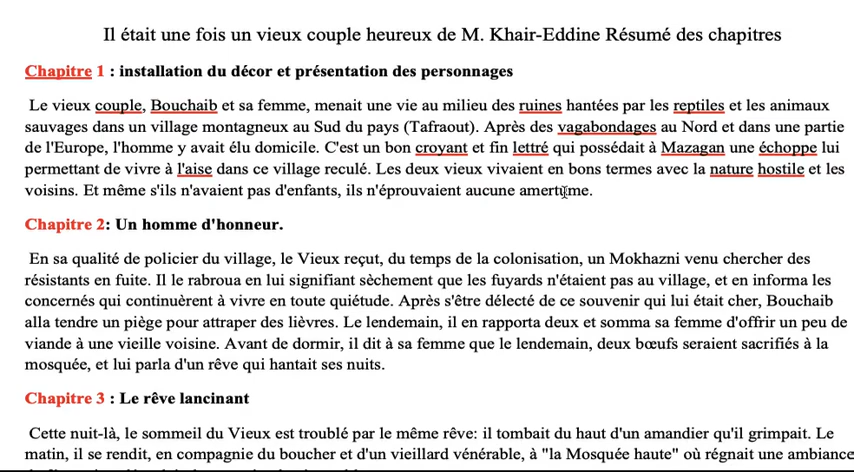 Il était une fois un vieux couple heureux de M. Khair-Eddine Résumé des chapitres
Chapitre 1 : installation du décor et présentation des personnages
Le vieux couple, Bouchaib et sa femme, menait une vie au milieu des ruines hantées par les reptiles et les animaux
sauvages dans un village montagneux au Sud du pays (Tafraout). Après des vagabondages au Nord et dans une partie
de l'Europe, l'homme y avait élu domicile. C'est un bon croyant et fin lettré qui possédait à Mazagan une échoppe lui
permettant de vivre à l'aise dans ce village reculé. Les deux vieux vivaient en bons termes avec la nature hostile et les
voisins. Et même s'ils n'avaient pas d'enfants, ils n'éprouvaient aucune amertume.
Chapitre 2: Un homme d'honneur.
En sa qualité de policier du village, le Vieux reçut, du temps de la colonisation, un Mokhazni venu chercher des
résistants en fuite. Il le rabroua en lui signifiant sèchement que les fuyards n'étaient pas au village, et en informa les
concernés qui continuèrent à vivre en toute quiétude. Après s'être délecté de ce souvenir qui lui était cher, Bouchaib
alla tendre un piège pour attraper des lièvres. Le lendemain, il en rapporta deux et somma sa femme d'offrir un peu de
viande à une vieille voisine. Avant de dormir, il dit à sa femme que le lendemain, deux bœufs seraient sacrifiés à la
mosquée, et lui parla d'un rêve qui hantait ses nuits.
Chapitre 3 : Le rêve lancinant
Cette nuit-là, le sommeil du Vieux est troublé par le même rêve: il tombait du haut d'un amandier qu'il grimpait. Le
matin, il se rendit, en compagnie du boucher et d'un vieillard vénérable, à "la Mosquée haute" où régnait une ambiance